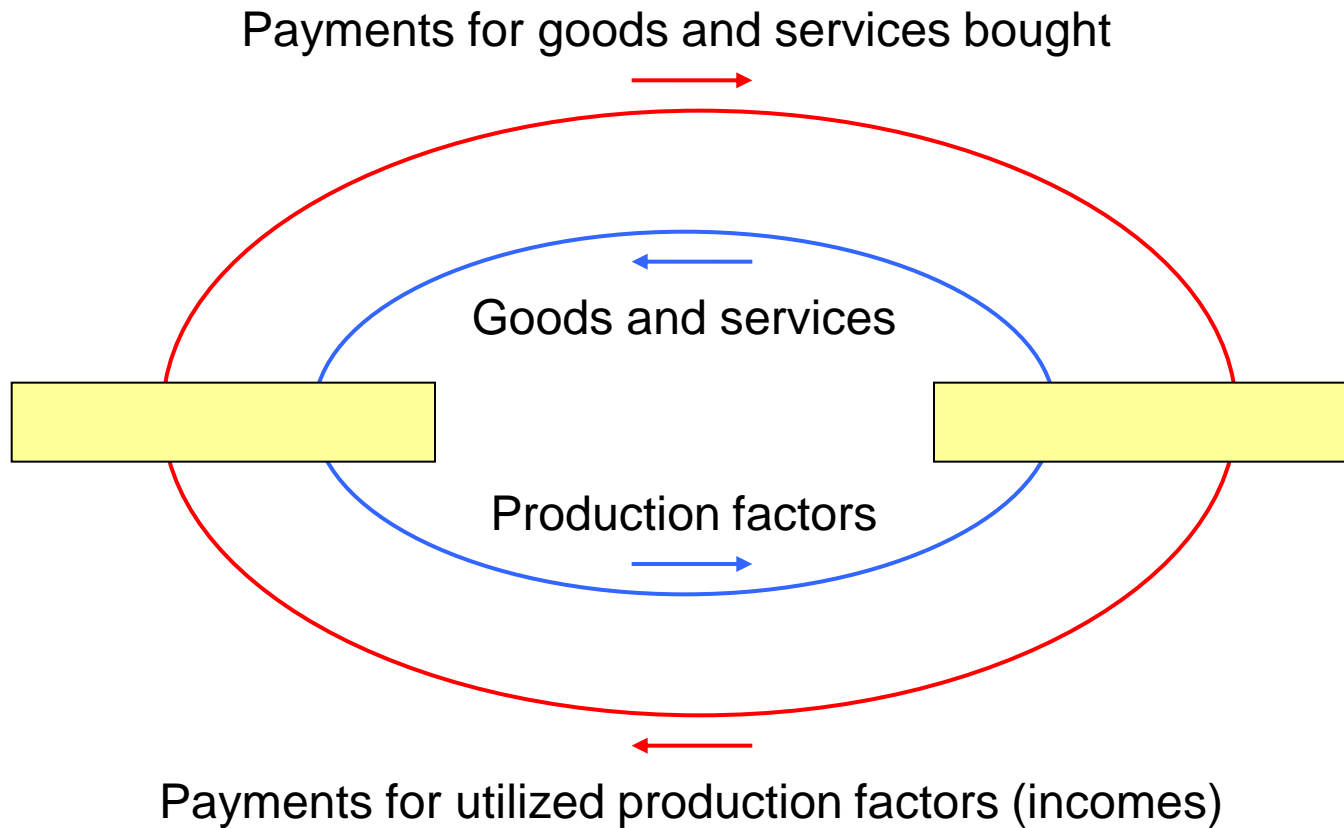 Payments for goods and services bought
Goods and services
Production factors
Payments for utilized production factors (incomes)